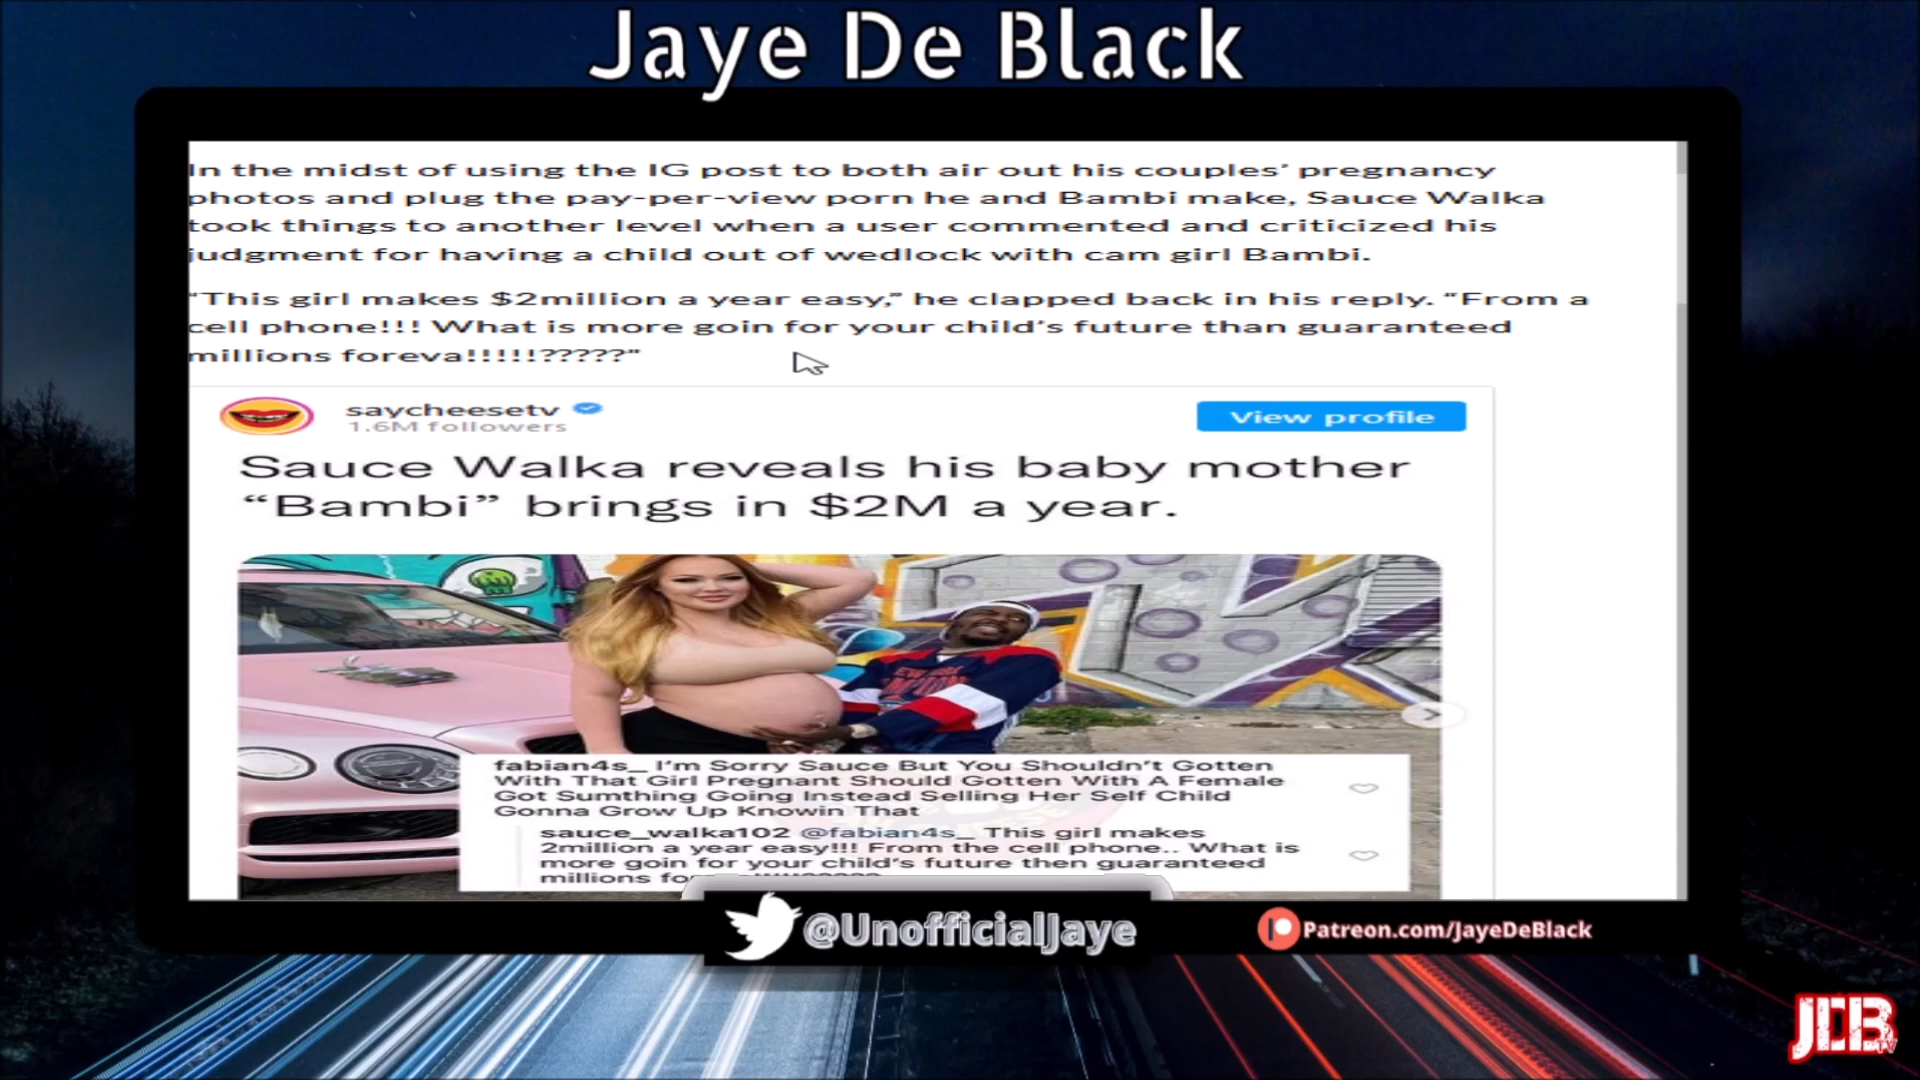 Jaye De Black
In the midst of using the IG post to both air out his couples’ pregnancy
photos and plug the pay-per-view porn he and Bambi make, Sauce Walka
took things to another level when a user commented and criticized his
judgment for having a child out of wedlock with cam girl Bambi.
“This girl makes $2million a year easy,” he clapped back in his reply. “From a
cell phone!!! What is more goin for your child’s future than guaranteed
millions foreva!!!!!?????”
saycheesetv
1.6M followers
View profile
Sauce Walka reveals his baby mother
“Bambi” brings in $2M a year.
fabian4s_ I’m Sorry Sauce But You Shouldn’t Gotten
With That Girl Pregnant Should Gotten With A Female
Got Sumthing Going Instead Selling Her Self Child
Gonna Grow Up Knowin That
sauce_walka102 @fabian4s_ This girl makes
2million a year easy!!! From the cell phone.. What is
more goin for your child’s future then guaranteed
millions
@UnofficialJaye
Patreon.com/JayeDeBlack